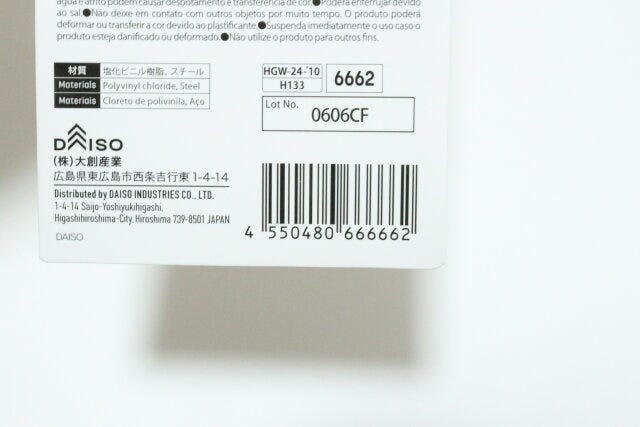 água e atrito podem causar desbotamento e transferência de cor.●Poderá enferrujar devido
ao sal.●Não deixe em contato com outros objetos por muito tempo. O produto poderá
deformar ou transferir a cor devido ao plastificante.●Suspenda imediatamente o uso caso o
produto esteja danificado ou deformado.●Não utilize o produto para outros fins.
材質 塩化ビニル樹脂、スチール
Materials Polyvinyl chloride, Steel
Materiais Cloreto de polivinila, Aço
HGW-24-'10
H133
6662
Lot No.
0606CF
DAISO
(株)大創産業
広島県東広島市西条吉行東1-4-14
Distributed by DAISO INDUSTRIES CO., LTD.
1-4-14 Saijo-Yoshiyukihigashi,
Higashihiroshima-City, Hiroshima 739-8501 JAPAN
DAISO
4 550480 666662